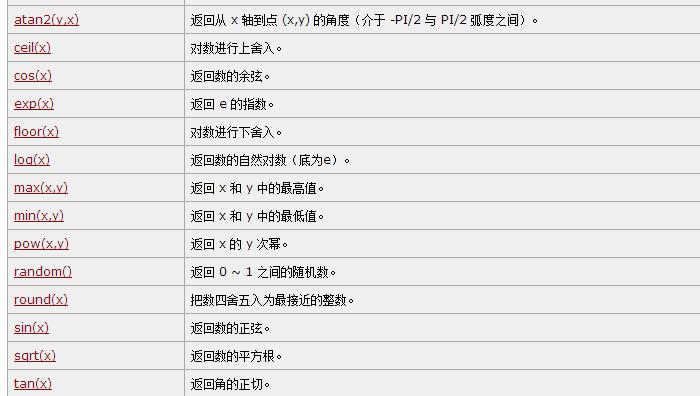 atan2(y,x) 返回从 x 轴到点 (x,y) 的角度（介于 -PI/2 与 PI/2 弧度之间）。
ceil(x) 对数进行上舍入。
cos(x) 返回数的余弦。
exp(x) 返回 e 的指数。
floor(x) 对数进行下舍入。
log(x) 返回数的自然对数（底为e）。
max(x,y) 返回 x 和 y 中的最高值。
min(x,y) 返回 x 和 y 中的最低值。
pow(x,y) 返回 x 的 y 次幂。
random() 返回 0 ~ 1 之间的随机数。
round(x) 把数四舍五入为最接近的整数。
sin(x) 返回数的正弦。
sqrt(x) 返回数的平方根。
tan(x) 返回角的正切。